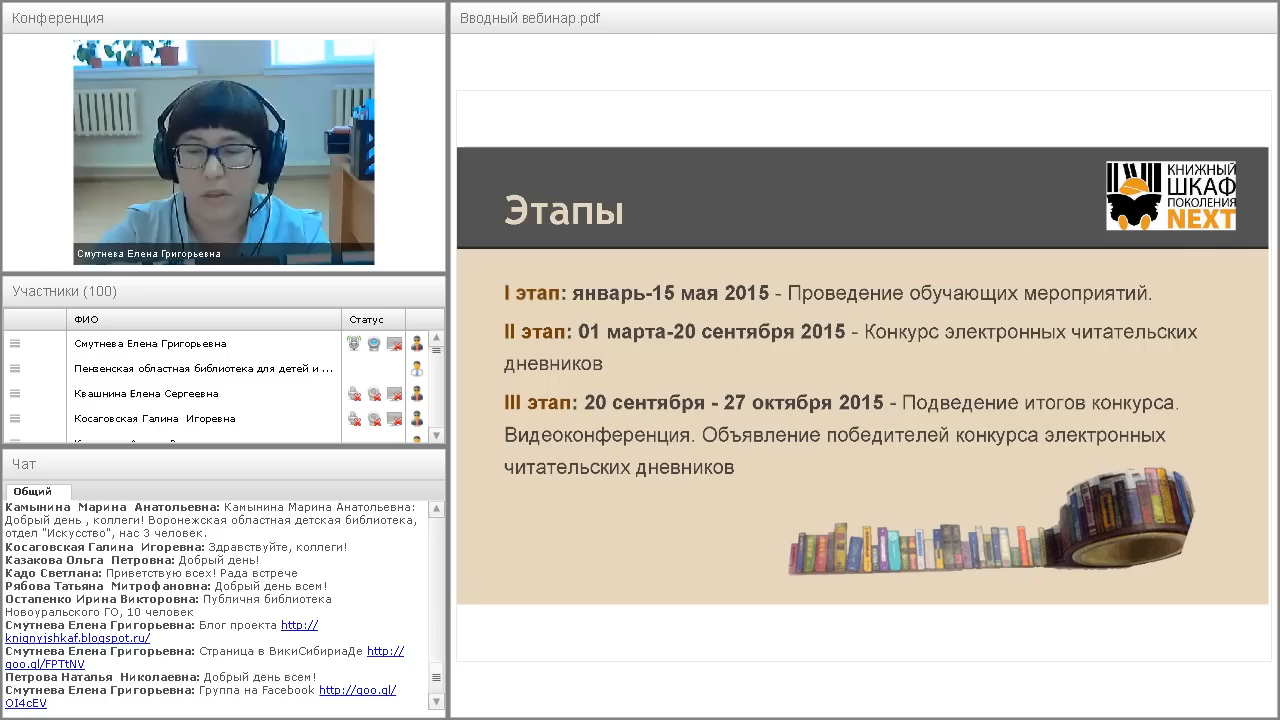 Конференция
Смутнева Елена Григорьевна
Участники (100)
ФИО
Статус
Смутнева Елена Григорьевна
Пензенская областная библиотека для детей и ...
Квашнина Елена Сергеевна
Косаговская Галина Игоревна
Чат
Общий
Камынина Марина Анатольевна: Камынина Марина Анатольевна:
Добрый день , коллеги! Воронежская областная детская библиотека,
отдел "Искусство", нас 3 человек.
Косаговская Галина Игоревна: Здравствуйте, коллеги!
Казакова Ольга Петровна: Добрый день!
Кадо Светлана: Приветствую всех! Рада встрече
Рябова Татьяна Митрофановна: Добрый день всем!
Остапенко Ирина Викторовна: Публичня библиотека
Новоуральского ГО, 10 человек
Смутнева Елена Григорьевна: Блог проекта http://
knignyjshkaf.blogspot.ru/
Смутнева Елена Григорьевна: Страница в ВикиСибириаДе http://
goo.gl/FPTtNV
Петрова Наталья Николаевна: Добрый день всем!
Смутнева Елена Григорьевна: Группа на Facebook http://goo.gl/
OI4cEV
Вводный вебинар.pdf
Этапы
КНИЖНЫЙ
ШКАФ
ПОКОЛЕНИЯ
NEXT
I этап: январь-15 мая 2015 - Проведение обучающих мероприятий.
II этап: 01 марта-20 сентября 2015 - Конкурс электронных читательских
дневников
III этап: 20 сентября - 27 октября 2015 - Подведение итогов конкурса.
Видеоконференция. Объявление победителей конкурса электронных
читательских дневников